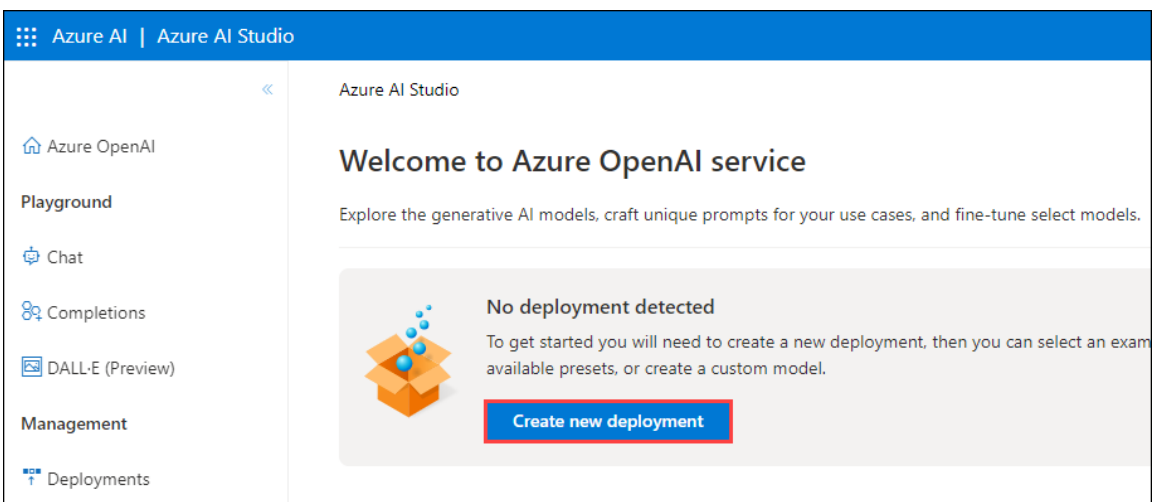 Azure AI | Azure AI Studio
«
Azure AI Studio
Azure OpenAI
Welcome to Azure OpenAI service
Playground
Explore the generative AI models, craft unique prompts for your use cases, and fine-tune select models.
Chat
Completions
No deployment detected
To get started you will need to create a new deployment, then you can select an exam
available presets, or create a custom model.
DALL·E (Preview)
Create new deployment
Management
Deployments